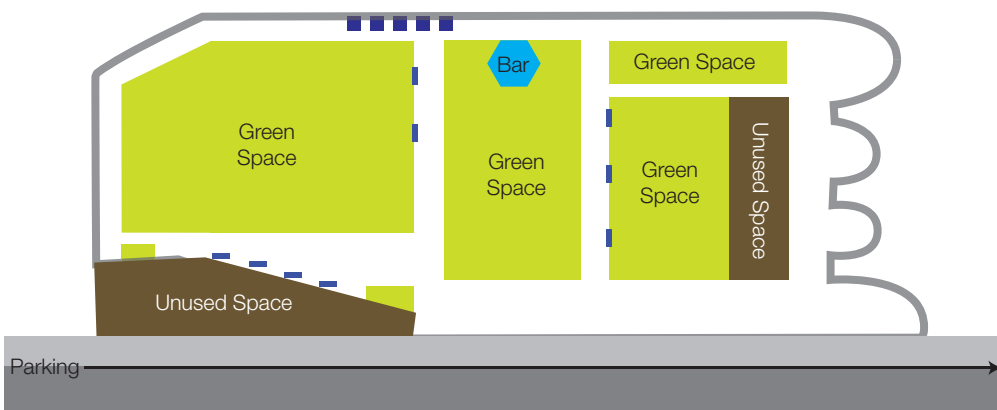 Bar
Green Space
Green
Space
Green
Space
Green
Space
Unused Space
Unused Space
Parking